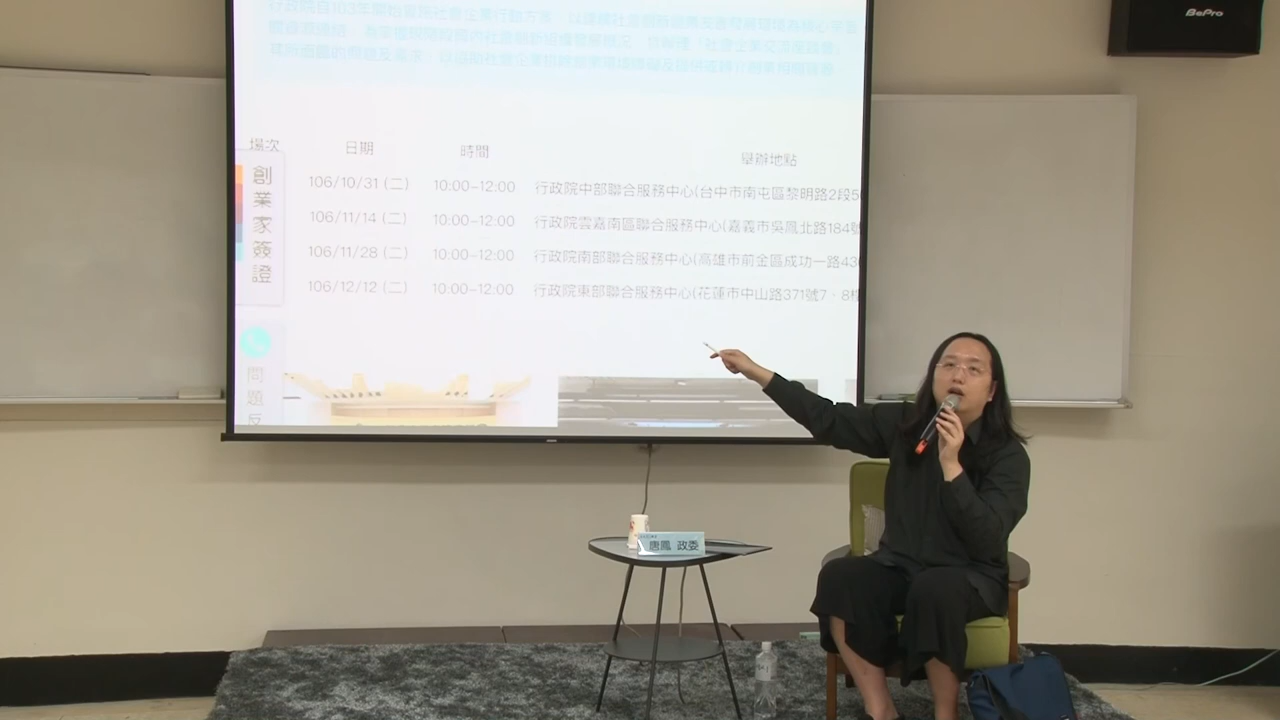 BePro
場次 日期 時間 舉辦地點
106/10/31 (二) 10:00-12:00 行政院中部聯合服務中心(台中市南屯區黎明路2段50
106/11/14 (二) 10:00-12:00 行政院雲嘉南區聯合服務中心(嘉義市吳鳳北路184號
106/11/28 (二) 10:00-12:00 行政院南部聯合服務中心(高雄市前金區成功一路43
106/12/12 (二) 10:00-12:00 行政院東部聯合服務中心(花蓮市中山路371號7、8樓
創業家簽證
問題反
唐鳳 政委